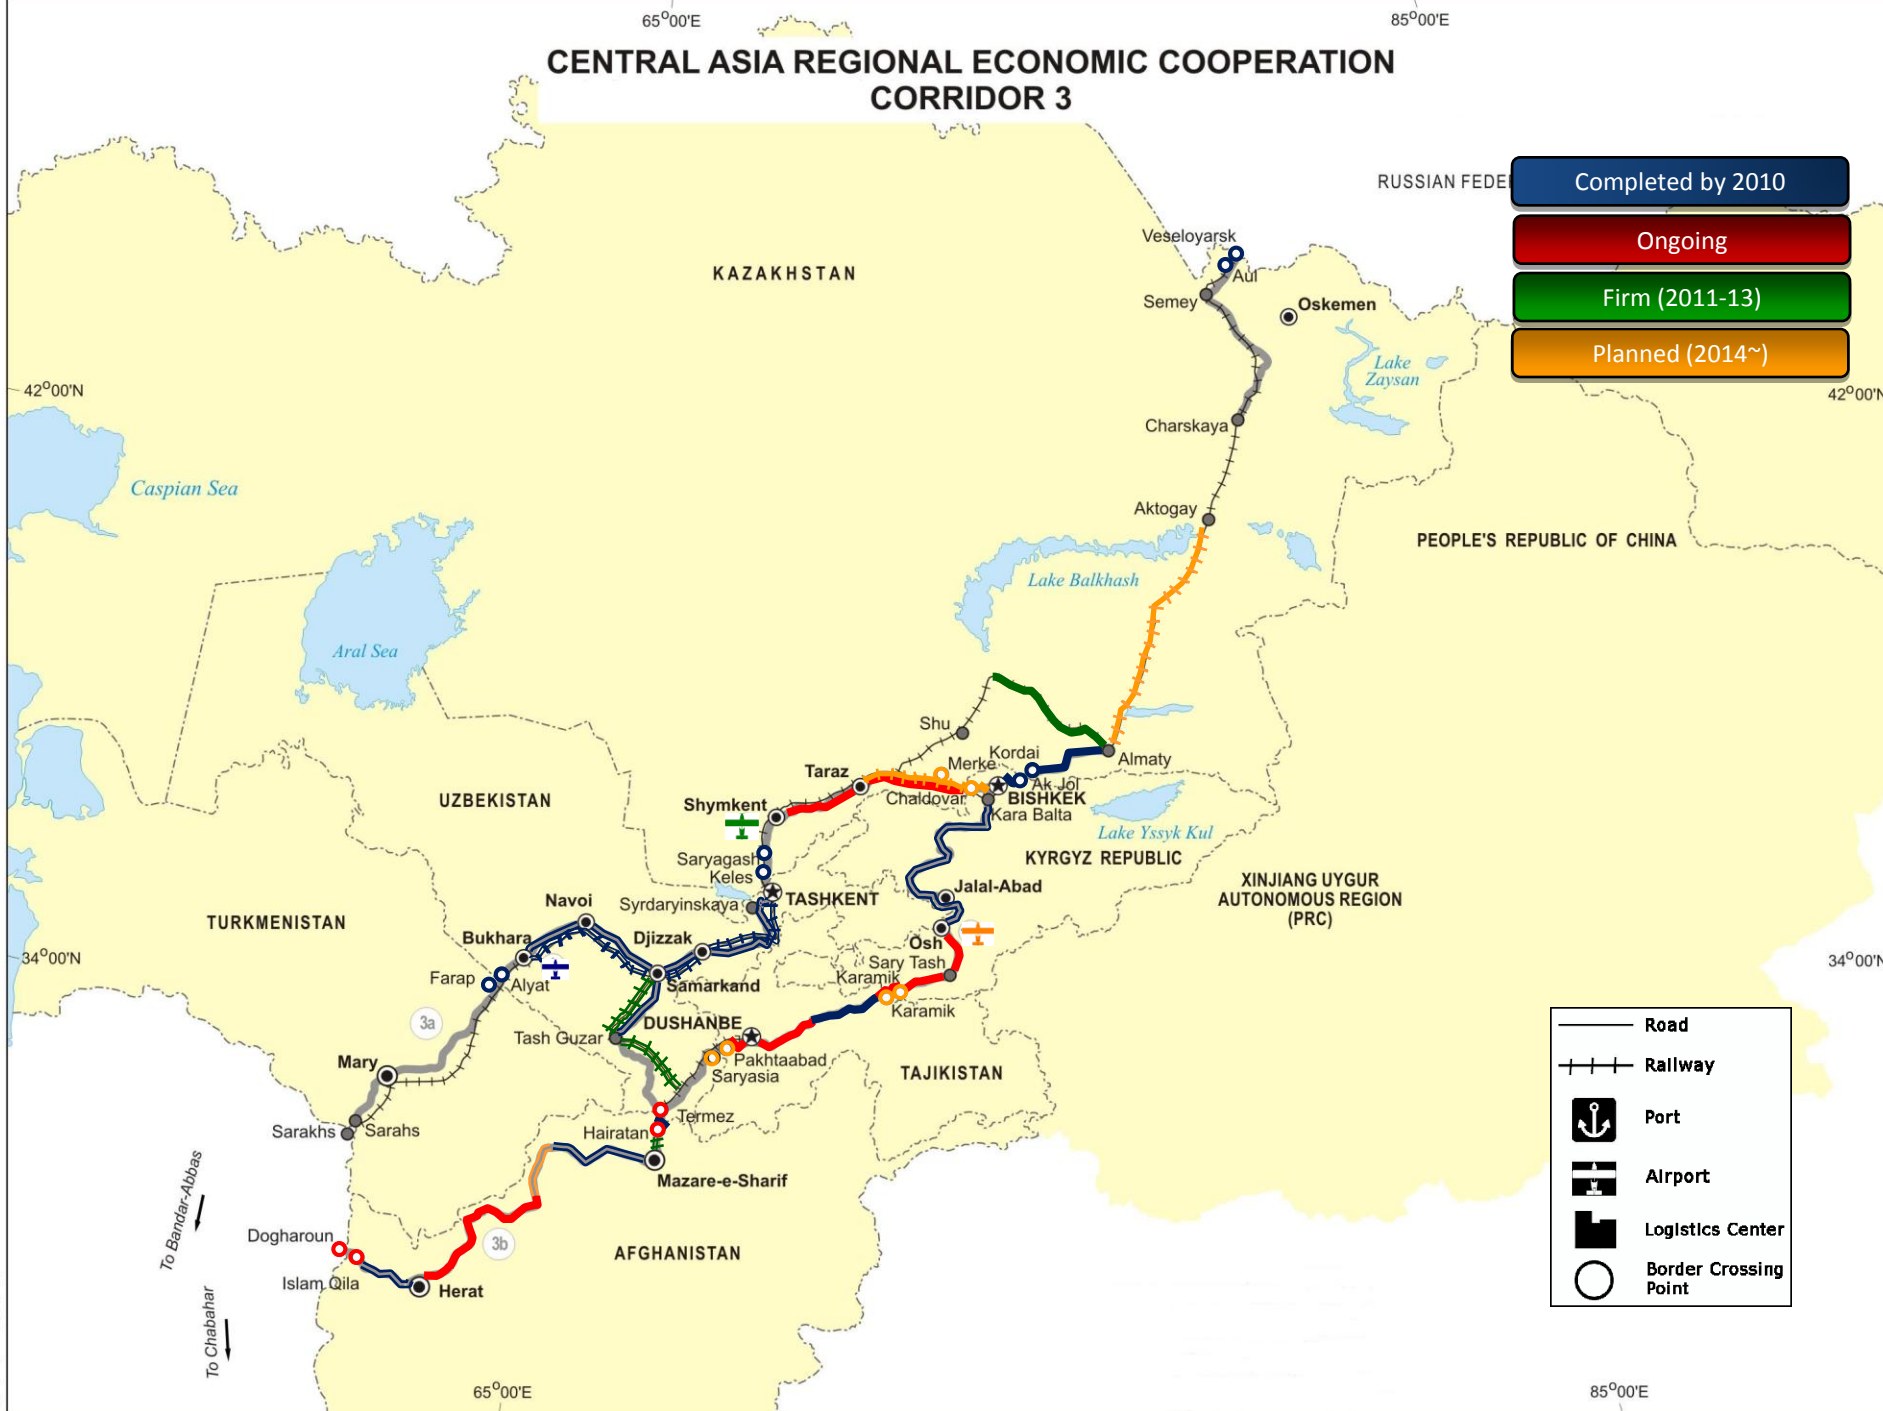 65°00'E
85°00'E
CENTRAL ASIA REGIONAL ECONOMIC COOPERATION
CORRIDOR 3
RUSSIAN FEDE
Completed by 2010
Ongoing
Firm (2011-13)
Planned (2014~)
Veseloyarsk
Aul
KAZAKHSTAN
Semey
Oskemen
Lake
Zaysan
42°00'N
42°00'N
Charskaya
Caspian Sea
Aktogay
PEOPLE'S REPUBLIC OF CHINA
Lake Balkhash
Aral Sea
Shu
Kordai
Almaty
Merke
Taraz
Ak Jol
Chaldovar
BISHKEK
UZBEKISTAN
Shymkent
Kara Balta
Lake Yssyk Kul
Saryagash
KYRGYZ REPUBLIC
Keles
Jalal-Abad
XINJIANG UYGUR
AUTONOMOUS REGION
(PRC)
TASHKENT
Navoi
Syrdaryinskaya
TURKMENISTAN
Bukhara
Djizzak
Osh
34°00'N
34°00'N
Sary Tash
Farap
Alyat
Samarkand
Karamik
Karamik
3a
DUSHANBE
Tash Guzar
Mary
Pakhtaabad
Saryasia
TAJIKISTAN
Termez
Sarakhs
Sarahs
Hairatan
Mazare-e-Sharif
To Bandar-Abbas
Dogharoun
3b
AFGHANISTAN
Islam Qila
Herat
To Chabahar
Road
Railway
Port
Airport
Logistics Center
Border Crossing
Point
65°00'E
85°00'E